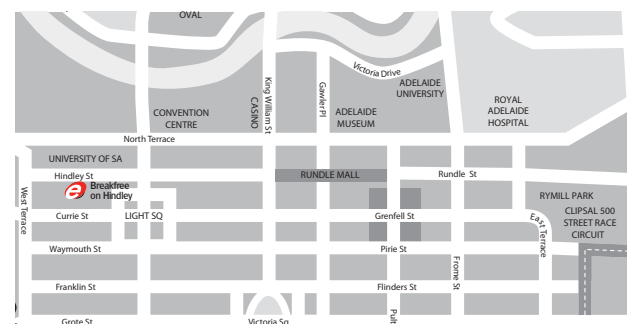 OVAL
Victoria Drive
ADELAIDE
UNIVERSITY
King William St
CASINO
Gawler Pl
CONVENTION
CENTRE
ADELAIDE
MUSEUM
ROYAL
ADELAIDE
HOSPITAL
North Terrace
UNIVERSITY OF SA
Hindley St
RUNDLE MALL
Rundle St
e
Breakfree
on Hindley
West Terrace
RYMILL PARK
Currie St
LIGHT SQ
Grenfell St
East Terrace
CLIPSAL 500
STREET RACE
CIRCUIT
Waymouth St
Pirie St
Frome St
Franklin St
Flinders St
Pult
Grote St
Victoria Sq